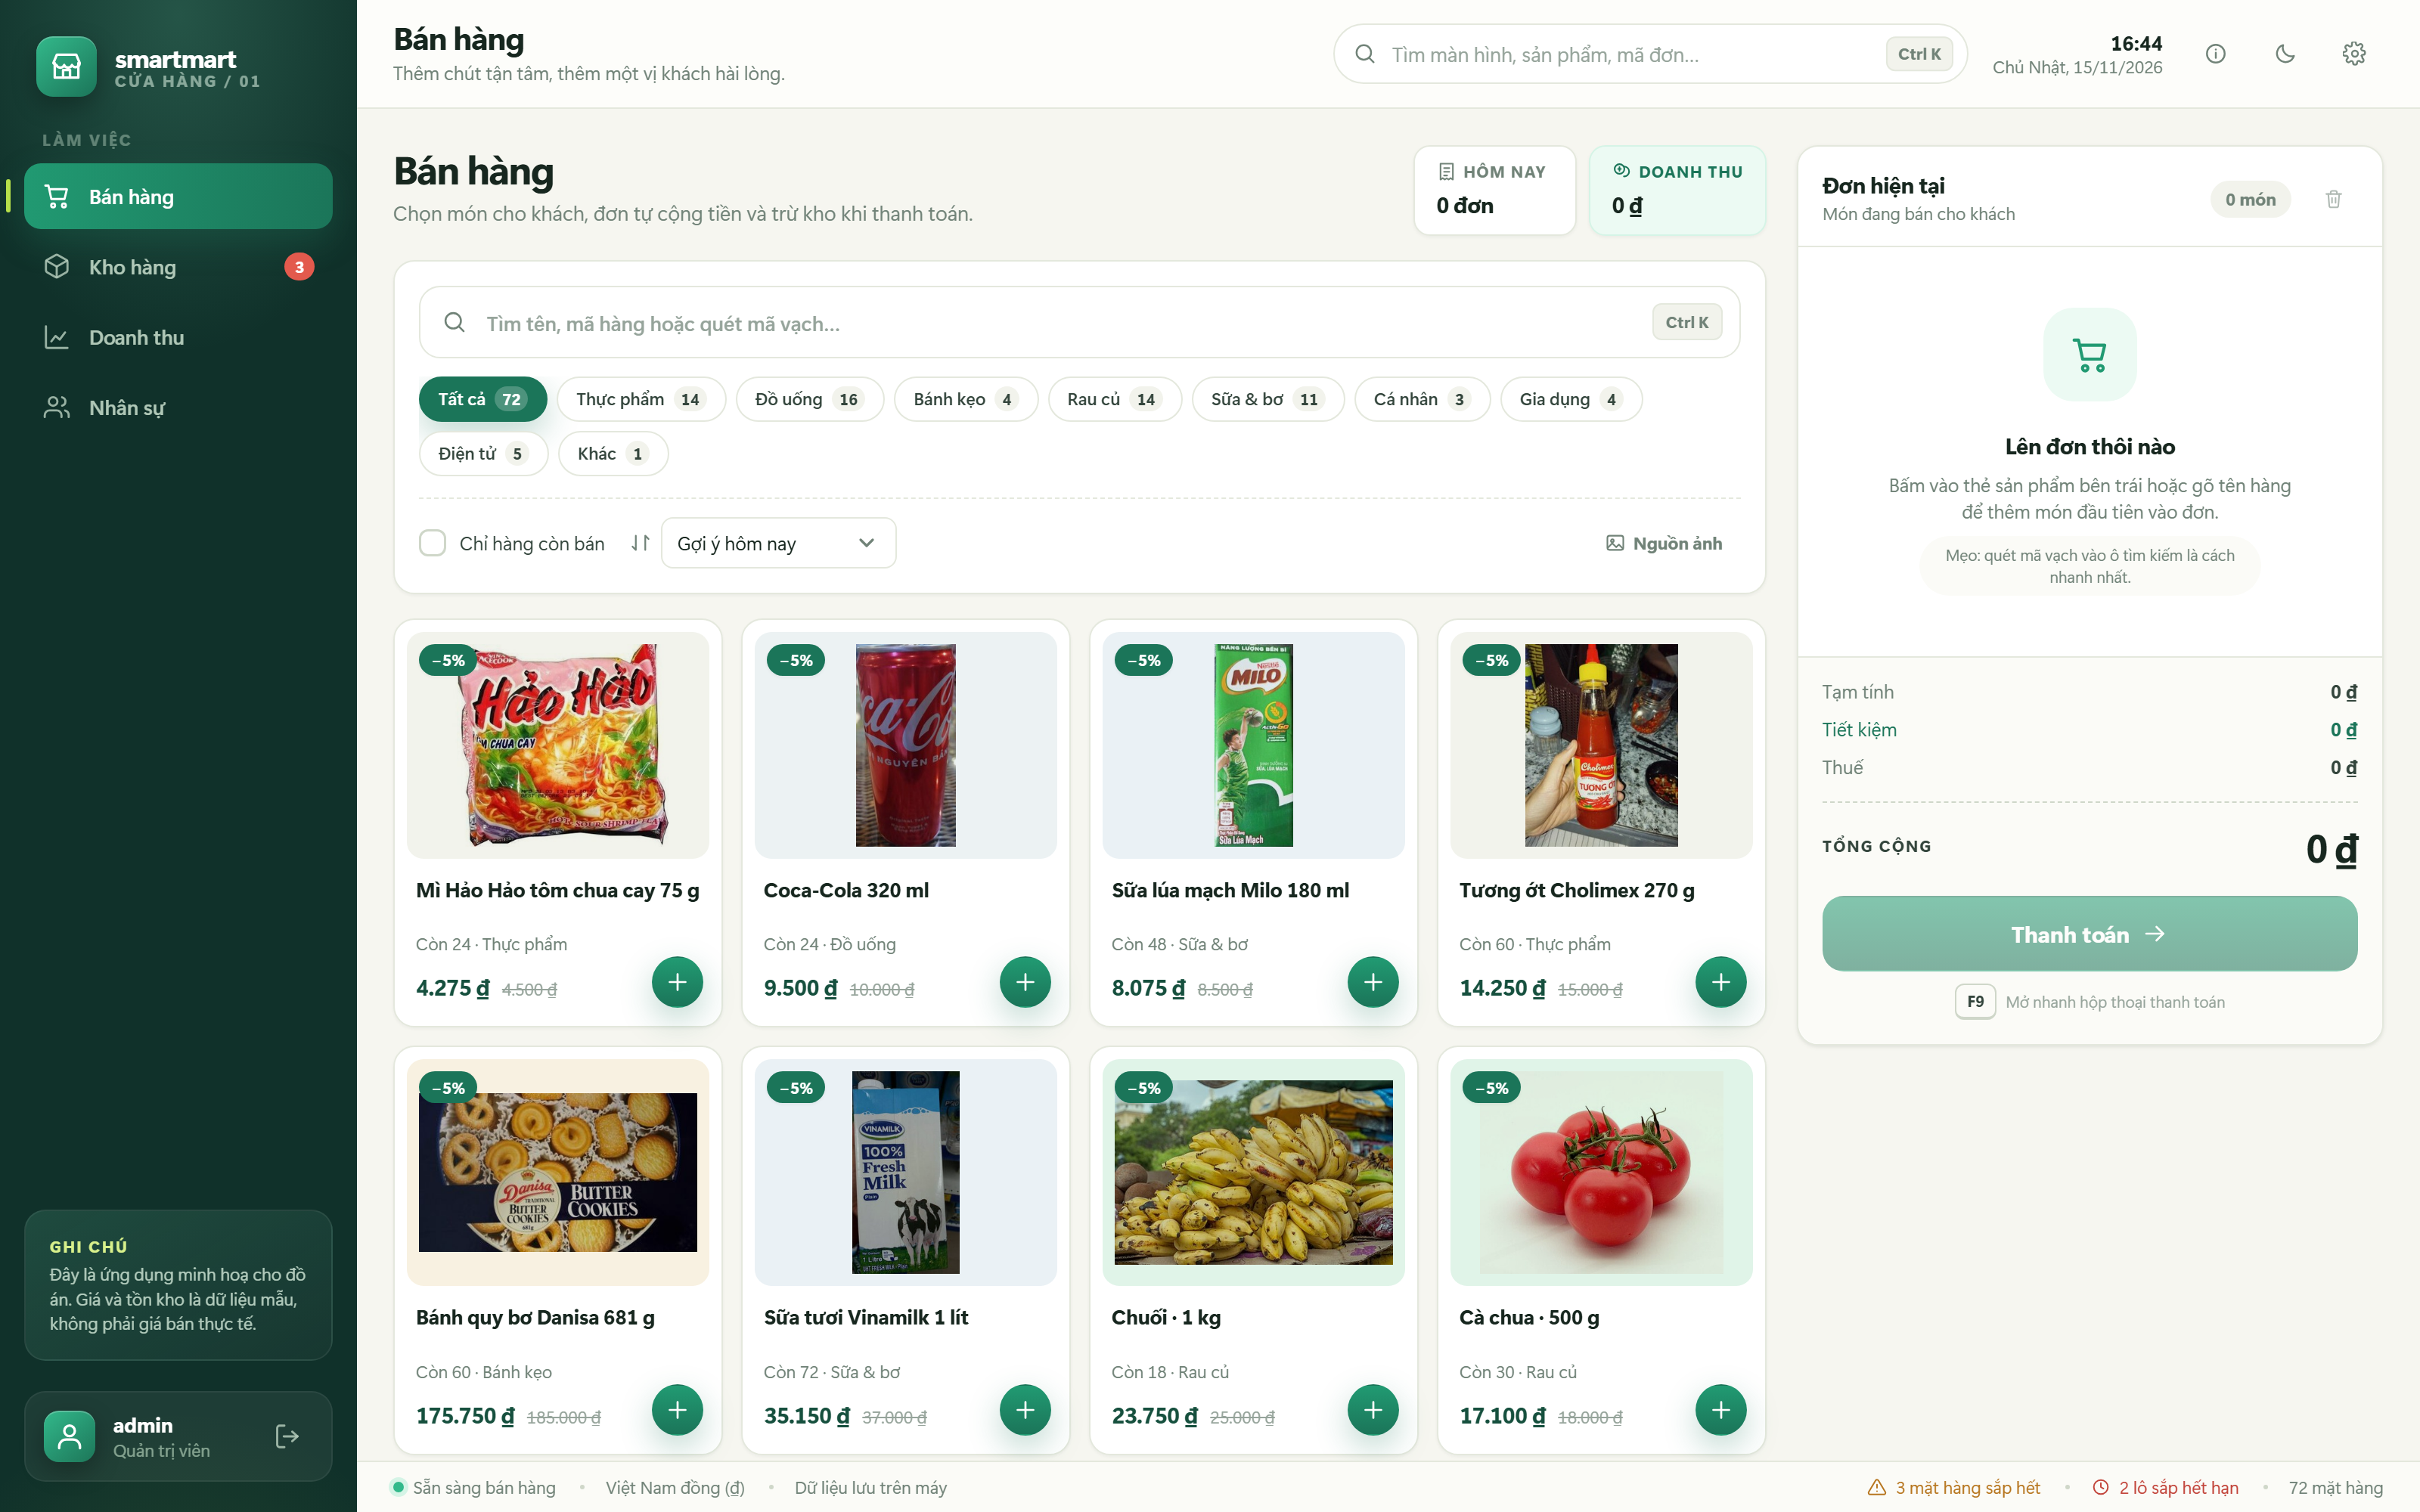 smartmart
CỬA HÀNG / 01
LÀM VIỆC
Bán hàng
Kho hàng 3
Doanh thu
Nhân sự
GHI CHÚ
Đây là ứng dụng minh hoạ cho đồ
án. Giá và tồn kho là dữ liệu mẫu,
không phải giá bán thực tế.
admin
Quản trị viên
Bán hàng
Thêm chút tận tâm, thêm một vị khách hài lòng.
Tìm màn hình, sản phẩm, mã đơn... Ctrl K
16:44
Chủ Nhật, 15/11/2026
Bán hàng
Chọn món cho khách, đơn tự cộng tiền và trừ kho khi thanh toán.
HÔM NAY
0 đơn
DOANH THU
0 ₫
Tìm tên, mã hàng hoặc quét mã vạch... Ctrl K
Tất cả 72 Thực phẩm 14 Đồ uống 16 Bánh kẹo 4 Rau củ 14 Sữa & bơ 11 Cá nhân 3 Gia dụng 4
Điện tử 5 Khác 1
Chỉ hàng còn bán Gợi ý hôm nay Nguồn ảnh
–5%
Hảo Hảo
Mì Hảo Hảo tôm chua cay 75 g
Còn 24 · Thực phẩm
4.275 ₫ 4.500 ₫
–5%
NGUYÊN BẢ
Coca-Cola 320 ml
Còn 24 · Đồ uống
9.500 ₫ 10.000 ₫
–5%
NĂNG LƯỢNG BỀN BỈ
Nestlé
MILO
Sữa Lúa Mạch
Sữa lúa mạch Milo 180 ml
Còn 48 · Sữa & bơ
8.075 ₫ 8.500 ₫
–5%
Cholimex
TƯƠNG ỚT
Tương ớt Cholimex 270 g
Còn 60 · Thực phẩm
14.250 ₫ 15.000 ₫
–5%
Danisa
TRADITIONAL
BUTTER
COOKIES
681g
BUTTER
COOKIES
Bánh quy bơ Danisa 681 g
Còn 60 · Bánh kẹo
175.750 ₫ 185.000 ₫
–5%
VINAMILK
100%
Fresh
Milk
Sữa tươi Vinamilk 1 lít
Còn 72 · Sữa & bơ
35.150 ₫ 37.000 ₫
–5%
Chuối · 1 kg
Còn 18 · Rau củ
23.750 ₫ 25.000 ₫
–5%
Cà chua · 500 g
Còn 30 · Rau củ
17.100 ₫ 18.000 ₫
Đơn hiện tại
Món đang bán cho khách
0 món
Lên đơn thôi nào
Bấm vào thẻ sản phẩm bên trái hoặc gõ tên hàng
để thêm món đầu tiên vào đơn.
Mẹo: quét mã vạch vào ô tìm kiếm là cách
nhanh nhất.
Tạm tính 0 ₫
Tiết kiệm 0 ₫
Thuế 0 ₫
TỔNG CỘNG 0 ₫
Thanh toán
F9 Mở nhanh hộp thoại thanh toán
Sẵn sàng bán hàng • Việt Nam đồng (₫) • Dữ liệu lưu trên máy
3 mặt hàng sắp hết • 2 lô sắp hết hạn • 72 mặt hàng